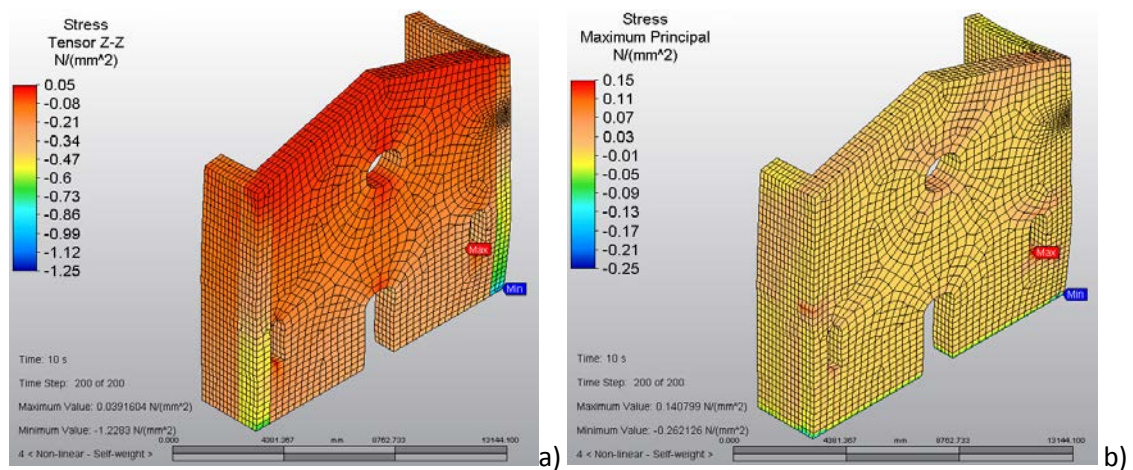 Stress
Tensor Z-Z
N/(mm^2)
0.05
-0.08
-0.21
-0.34
-0.47
-0.60
-0.73
-0.86
-0.99
-1.12
-1.25
Max
Min
Time: 10 s
Time Step: 200 of 200
Maximum Value: 0.0391604 N/(mm^2)
Minimum Value: -1.2283 N/(mm^2)
0.000 4381.367 mm 8762.733 13144.100
4 < Non-linear - Self-weight >
a)
Stress
Maximum Principal
N/(mm^2)
0.15
0.11
0.07
0.03
-0.01
-0.05
-0.09
-0.13
-0.17
-0.21
-0.25
Max
Min
Time: 10 s
Time Step: 200 of 200
Maximum Value: 0.140799 N/(mm^2)
Minimum Value: -0.262126 N/(mm^2)
0.000 4381.367 mm 8762.733 13144.100
4 < Non-linear - Self-weight >
b)